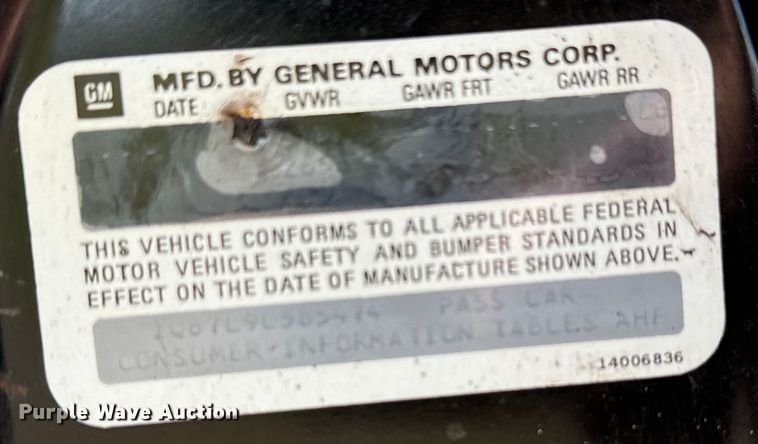 GM
MFD. BY GENERAL MOTORS CORP.
DATE GVWR GAWR FRT GAWR RR
THIS VEHICLE CONFORMS TO ALL APPLICABLE FEDERAL
MOTOR VEHICLE SAFETY AND BUMPER STANDARDS IN
EFFECT ON THE DATE OF MANUFACTURE SHOWN ABOVE.
PASS CAR
CONSUMER-INFORMATION TABLES
14006836
Purple Wave Auction